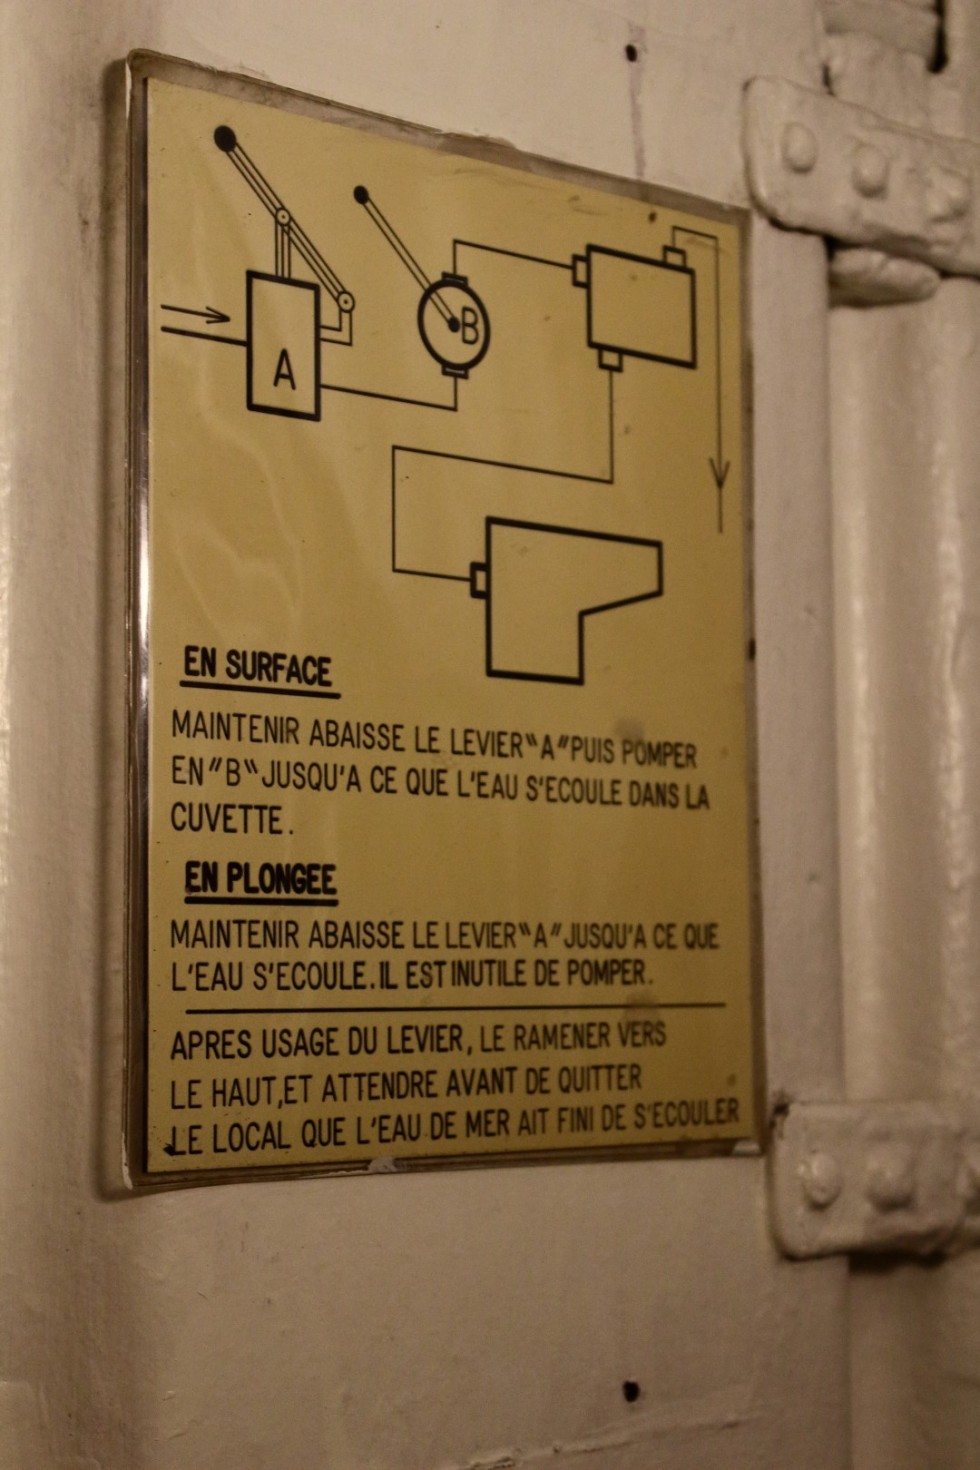 A
B
EN SURFACE
MAINTENIR ABAISSE LE LEVIER "A" PUIS POMPER
EN "B" JUSQU'A CE QUE L'EAU S'ECOULE DANS LA
CUVETTE.
EN PLONGEE
MAINTENIR ABAISSE LE LEVIER "A" JUSQU'A CE QUE
L'EAU S'ECOULE. IL EST INUTILE DE POMPER.
APRES USAGE DU LEVIER, LE RAMENER VERS
LE HAUT, ET ATTENDRE AVANT DE QUITTER
LE LOCAL QUE L'EAU DE MER AIT FINI DE S'ECOULER